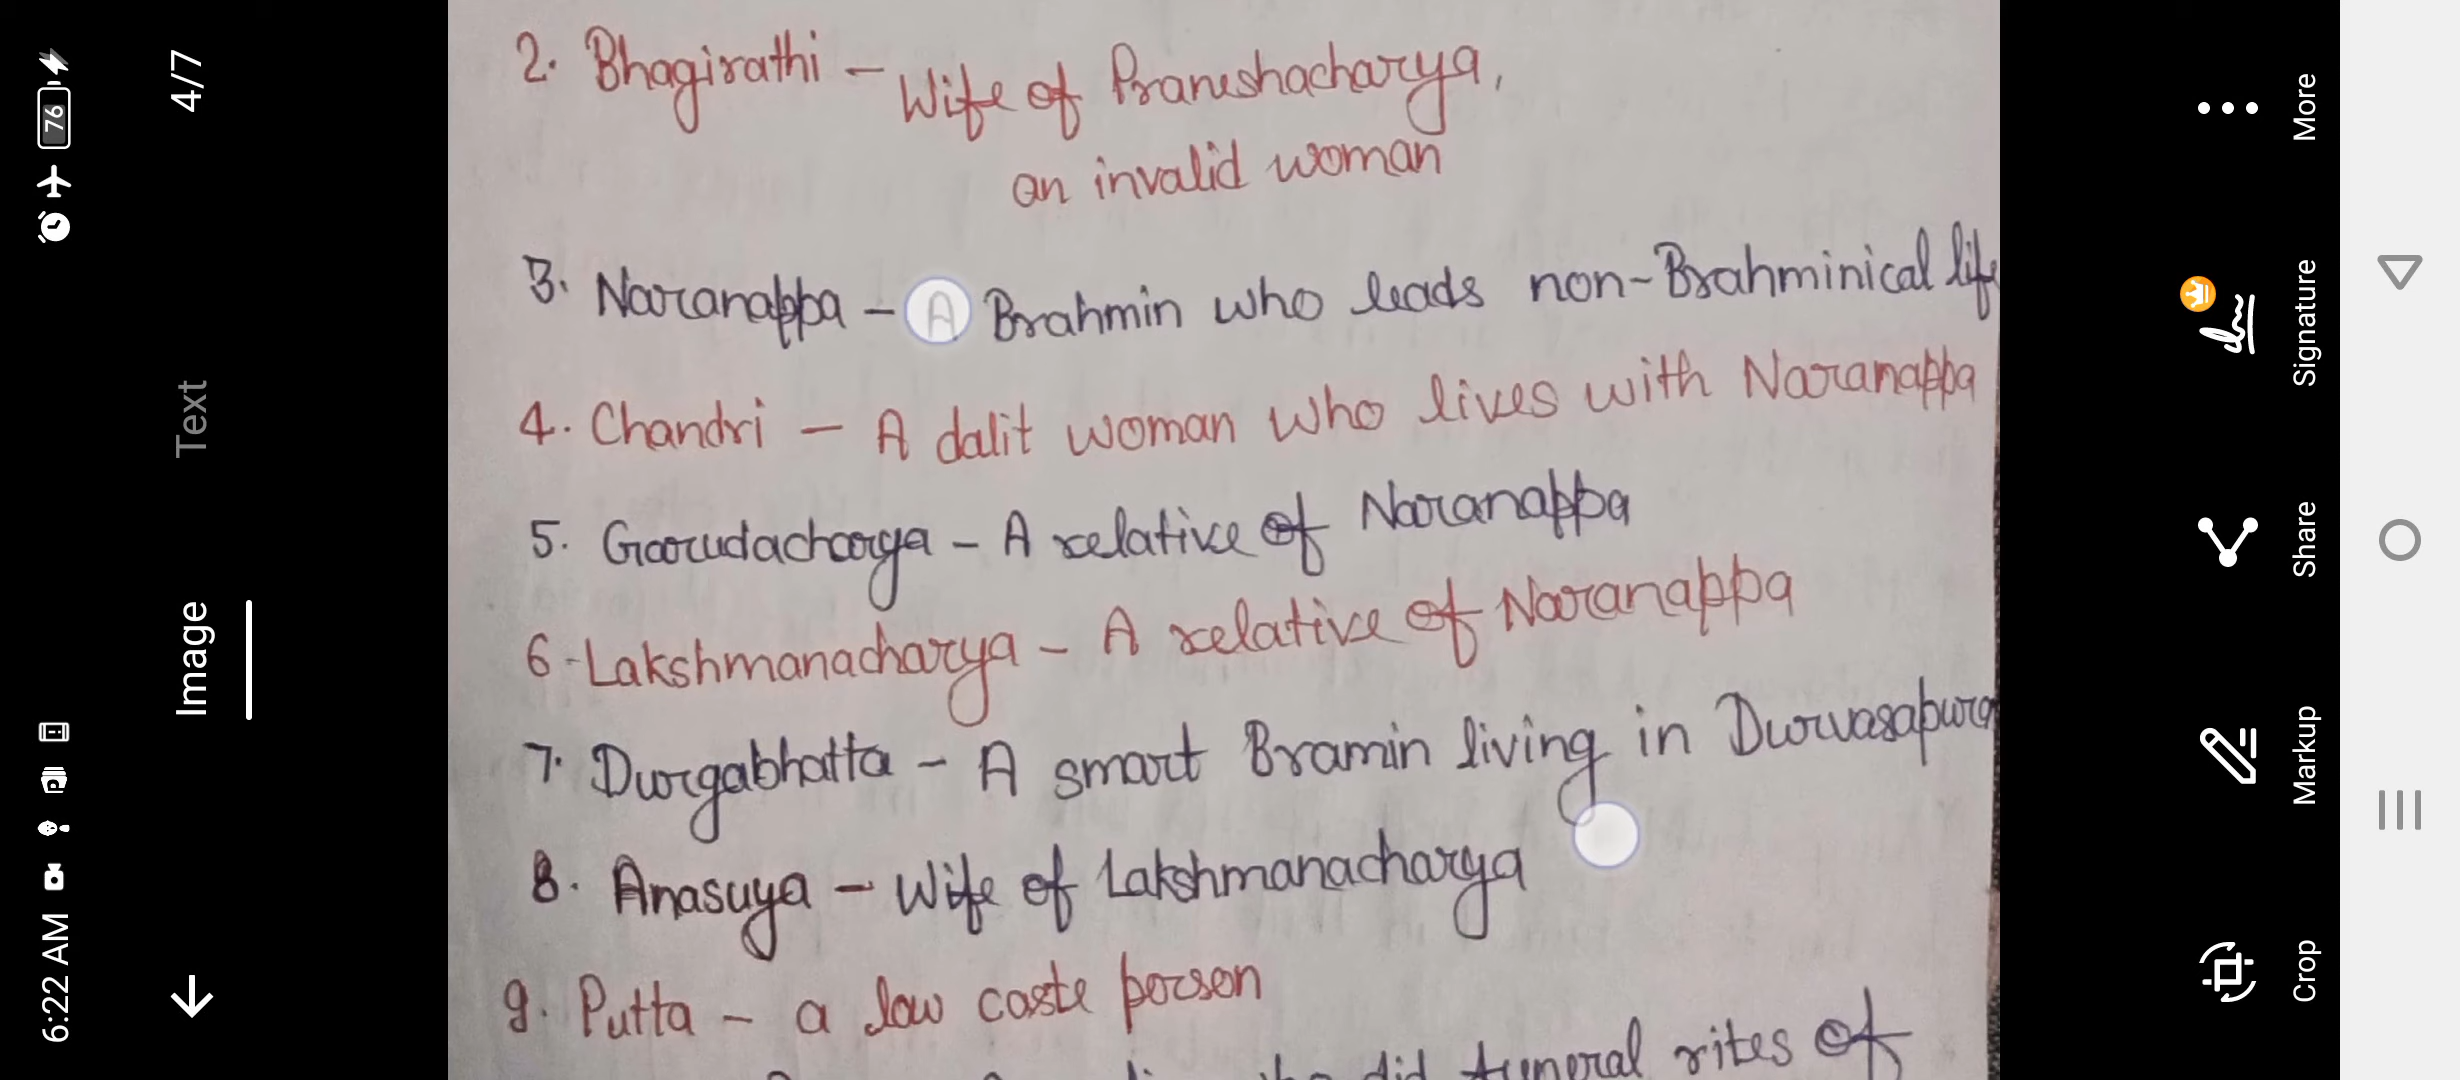 2. Bhagirathi - Wife of Praneshacharya,
an invalid woman
3. Naranappa - A Brahmin who leads non-Brahminical life
4. Chandri - A dalit woman who lives with Naranappa
5. Garudacharya - A relative of Naranappa
6. Lakshmanacharya - A relative of Naranappa
7. Durgabhatta - A smart Bramin living in Durvasapura
8. Anasuya - Wife of Lakshmanacharya
9. Putta - a low caste person
did funeral rites of
6:22 AM
76
4/7
Text
Image
More
Signature
Share
Markup
Crop